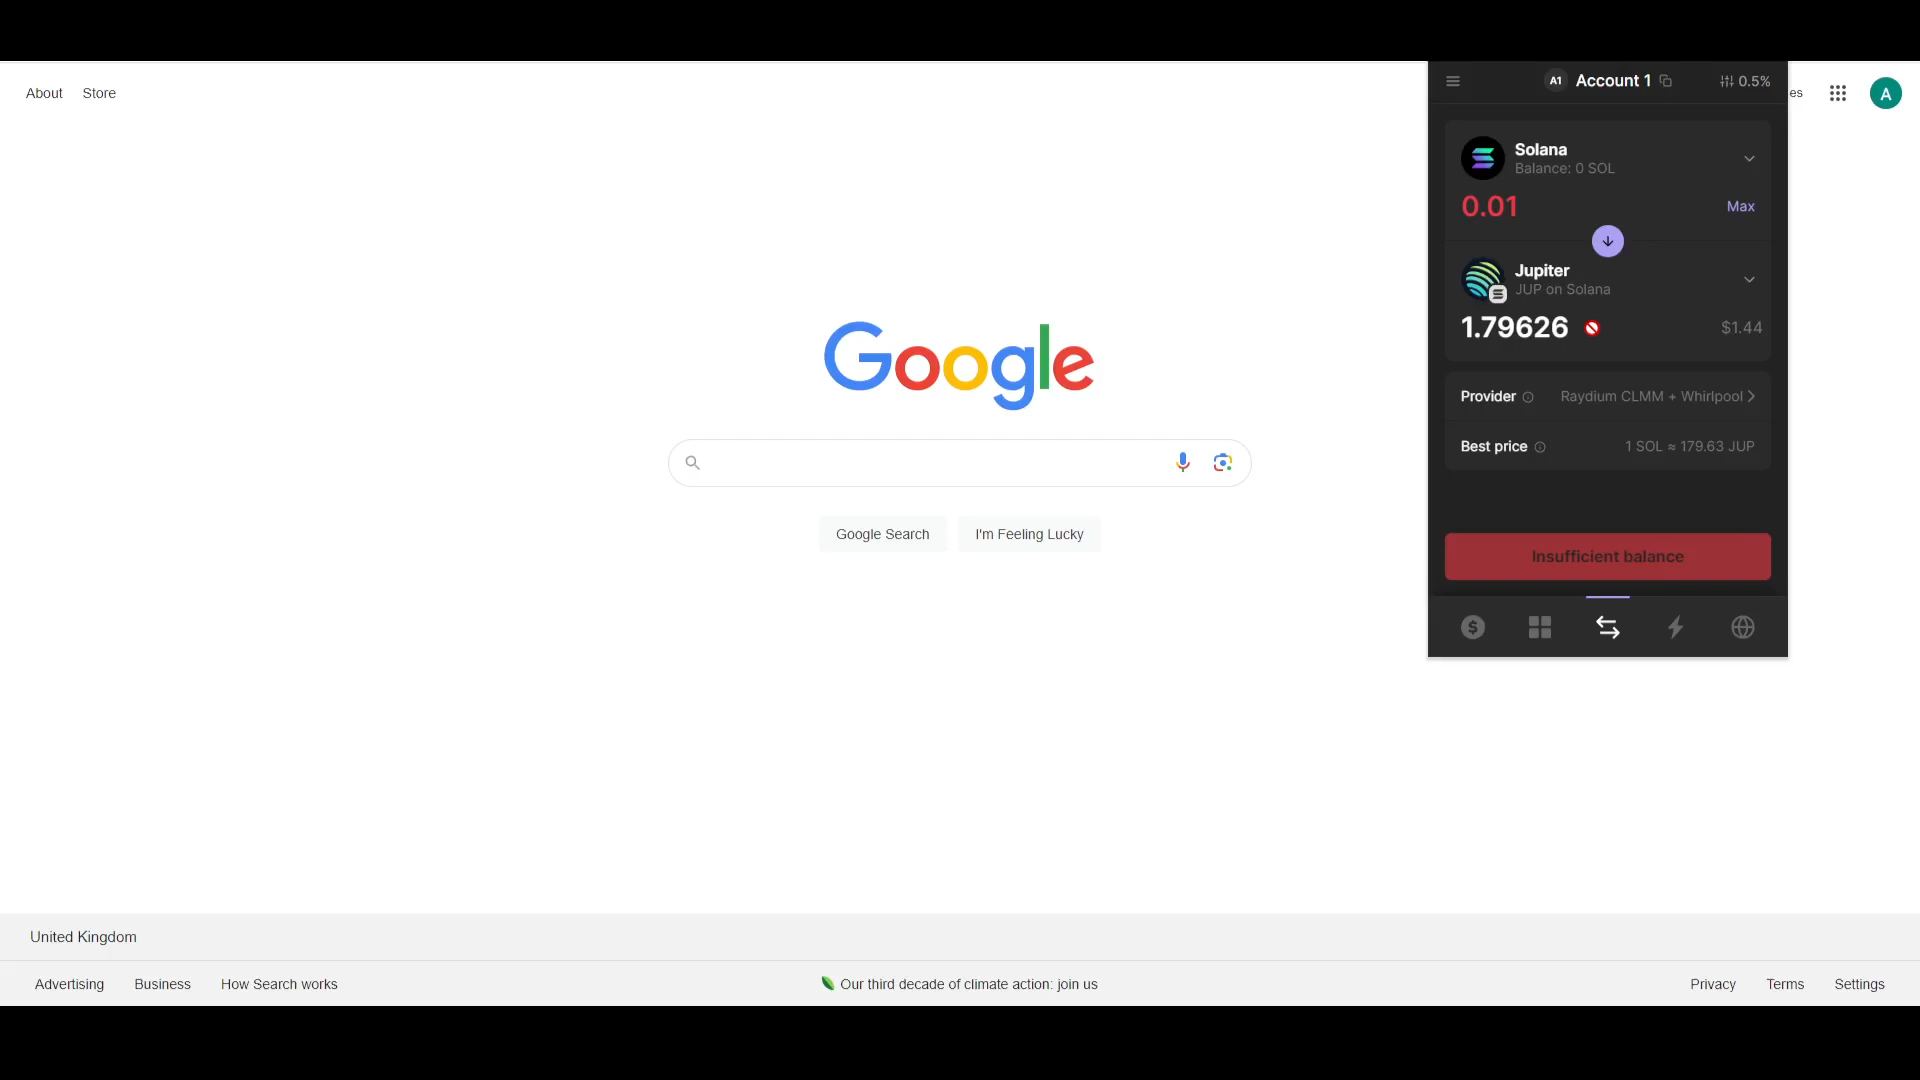 About
Store
es
A
Google
Google Search
I'm Feeling Lucky
A1 Account 1 0.5%
Solana
Balance: 0 SOL
0.01 Max
Jupiter
JUP on Solana
1.79626 $1.44
Provider Raydium CLMM + Whirlpool
Best price 1 SOL ≈ 179.63 JUP
Insufficient balance
United Kingdom
Advertising Business How Search works
Our third decade of climate action: join us
Privacy Terms Settings